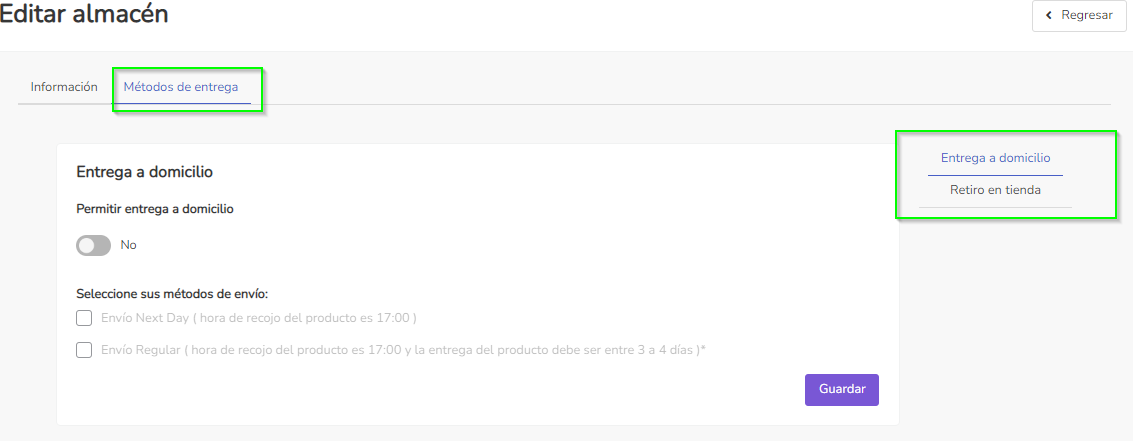 Editar almacén
Regresar
Información
Métodos de entrega
Entrega a domicilio
Permitir entrega a domicilio
No
Seleccione sus métodos de envío:
Envío Next Day ( hora de recojo del producto es 17:00 )
Envío Regular ( hora de recojo del producto es 17:00 y la entrega del producto debe ser entre 3 a 4 días )*
Guardar
Entrega a domicilio
Retiro en tienda